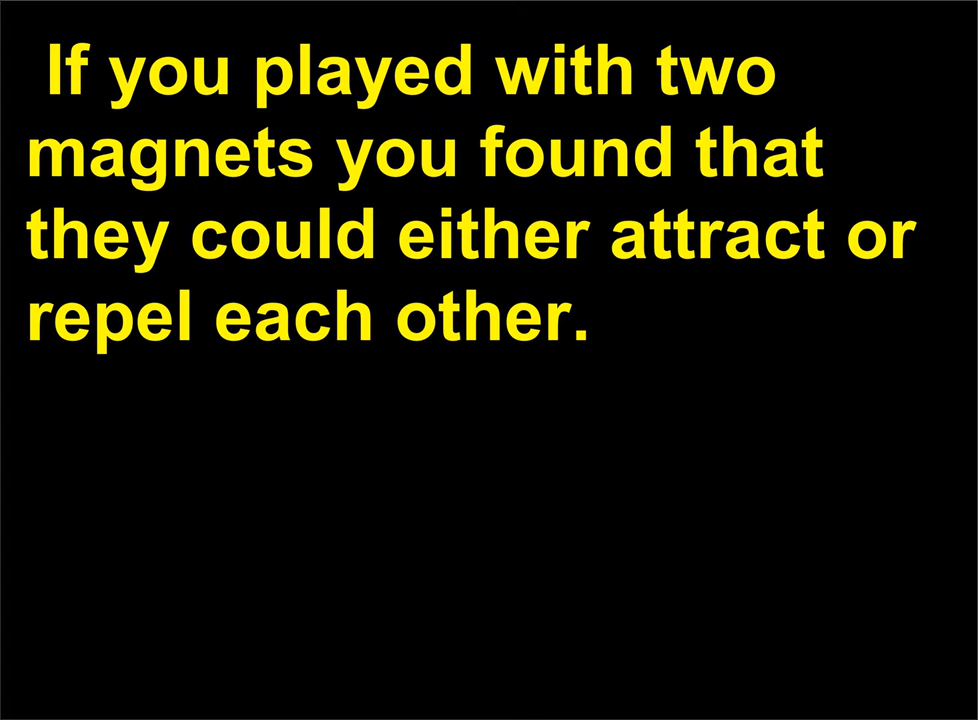 If you played with two
magnets you found that
they could either attract or
repel each other.